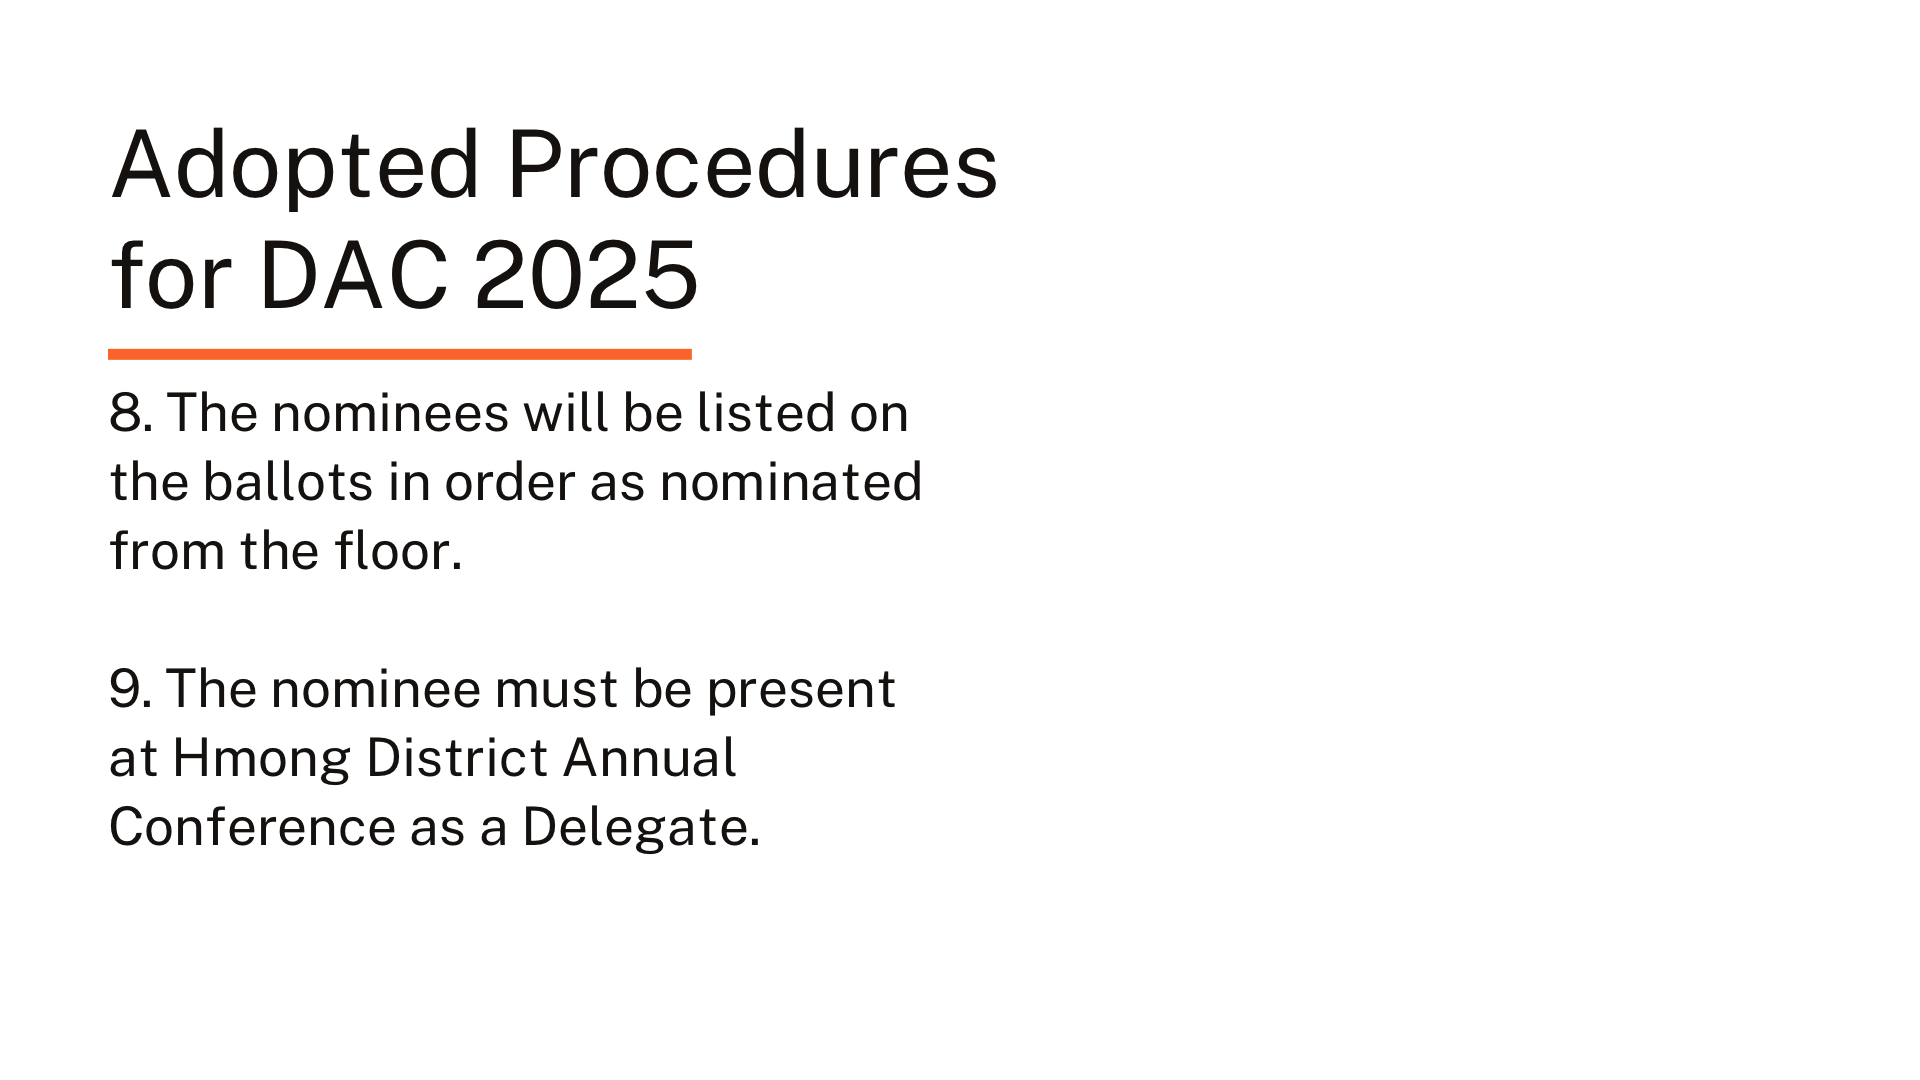 Adopted Procedures
for DAC 2025
8. The nominees will be listed on
the ballots in order as nominated
from the floor.
9. The nominee must be present
at Hmong District Annual
Conference as a Delegate.